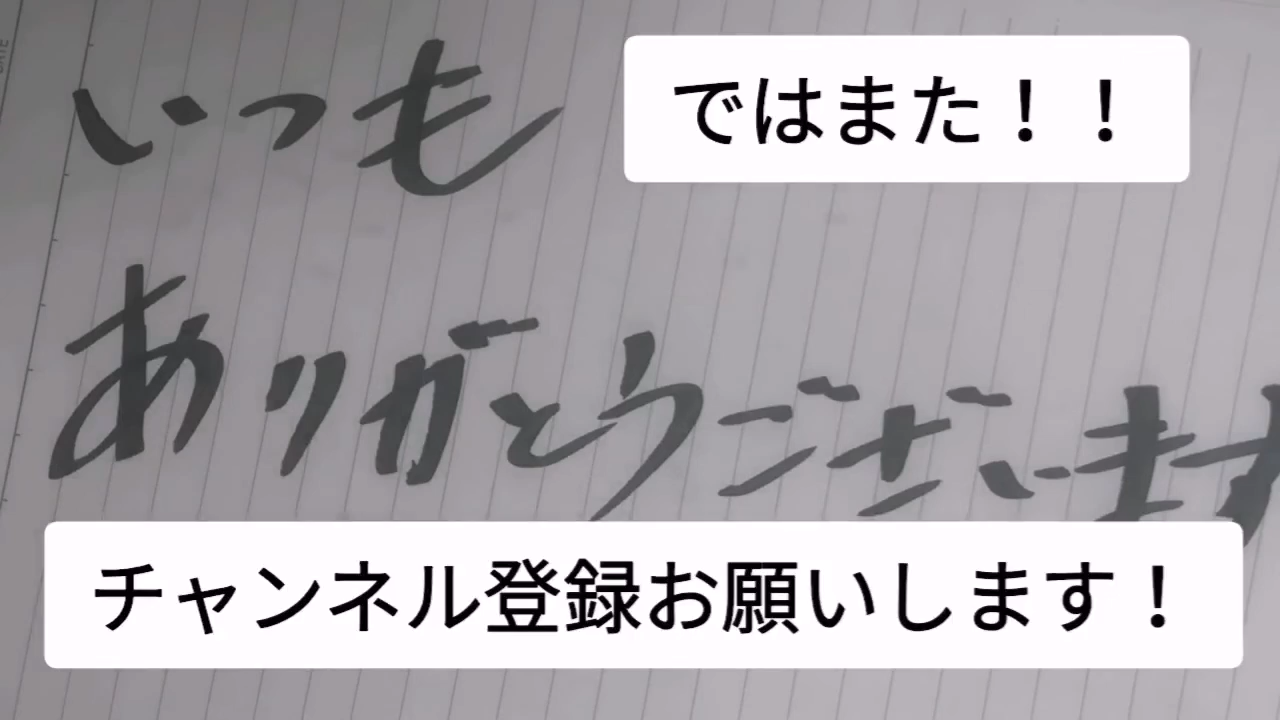 いつも
ではまた！！
ありがとうございます
チャンネル登録お願いします！